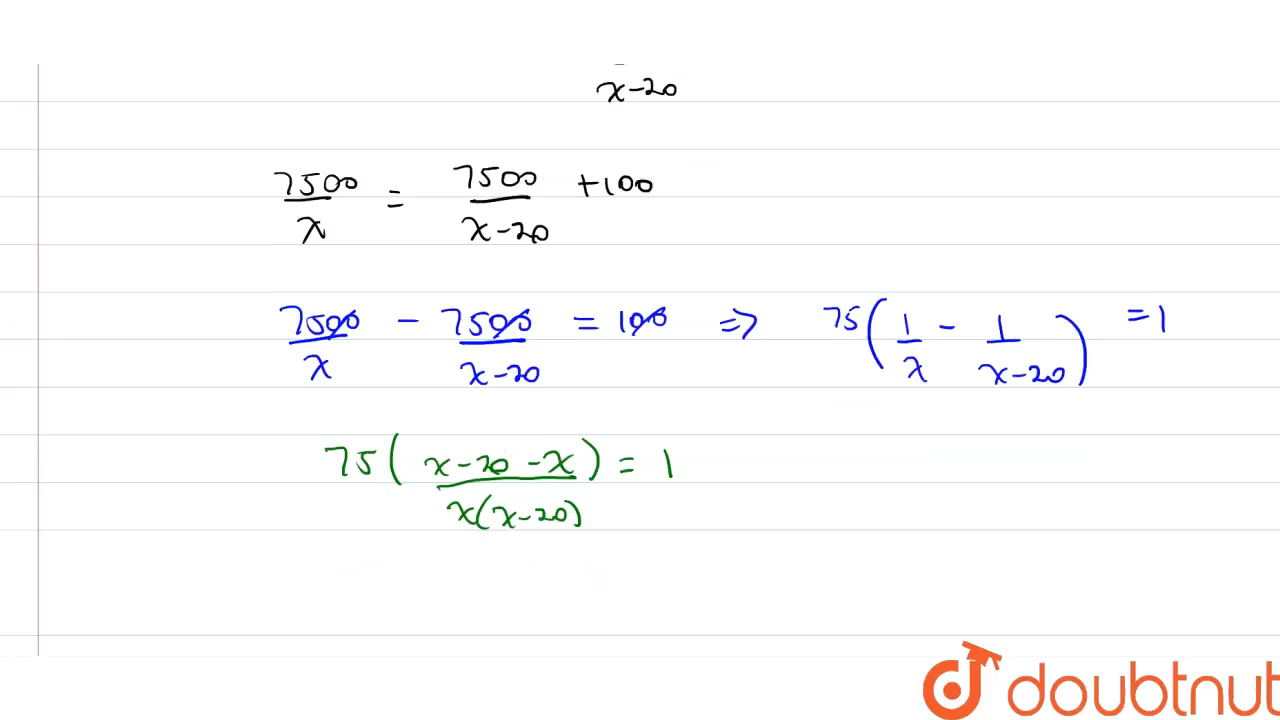 x-20
7500/x = 7500/(x-20) +100
7500/x - 7500/(x-20) = 100 ⇒ 75(1/x - 1/(x-20)) = 1
75((x-20-x)/(x(x-20))) = 1
doubtnut